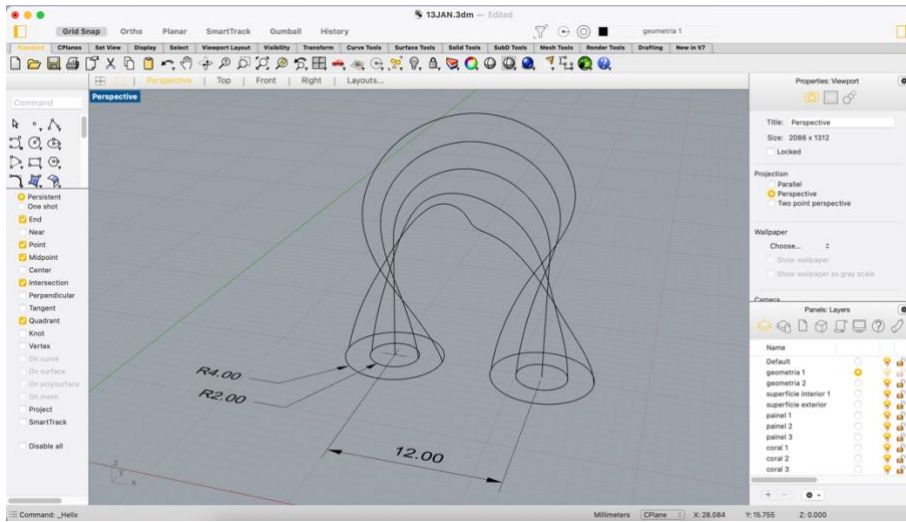 13JAN.3dm — Edited
Grid Snap Ortho Planar SmartTrack Gumball History geometria 1
Standard CPlanes Set View Display Select Viewport Layout Visibility Transform Curve Tools Surface Tools Solid Tools SubD Tools Mesh Tools Render Tools Drafting New in V7
Perspective | Top | Front | Right | Layouts...
Properties: Viewport
Command
Perspective
Title: Perspective
Size: 2086 x 1312
Locked
Projection
Parallel
Perspective
Two point perspective
Wallpaper
Choose...
Show wallpaper
Show wallpaper as gray scale
Camera
Persistent
One shot
End
Near
Point
Midpoint
Center
Intersection
Perpendicular
Tangent
Quadrant
Knot
Vertex
On curve
On surface
On polysurface
On mesh
Project
SmartTrack
Disable all
R4.00
R2.00
12.00
z
y
x
Panels: Layers
Name
Default
geometria 1
geometria 2
superfície interior 1
superfície exterior
painel 1
painel 2
painel 3
coral 1
coral 2
coral 3
Command: _Helix
Millimeters CPlane X: 28.084 Y: 15.755 Z: 0.000